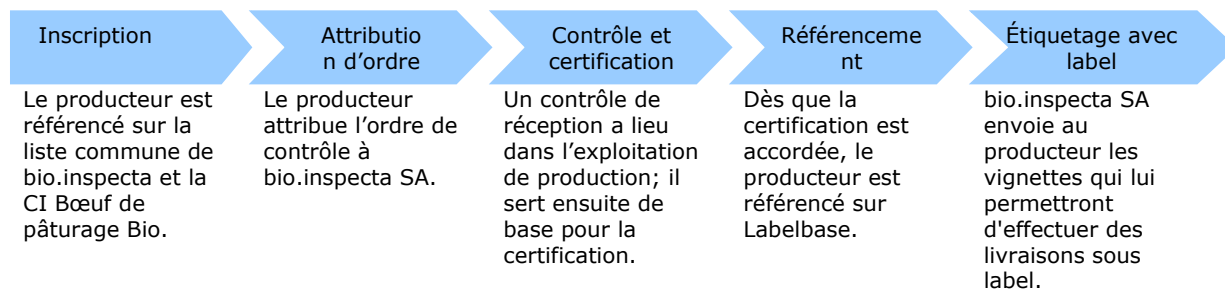 Inscription
Attributio
n d’ordre
Contrôle et
certification
Référenceme
nt
Étiquetage avec
label
Le producteur est
référencé sur la
liste commune de
bio.inspecta et la
CI Bœuf de
pâturage Bio.
Le producteur
attribue l’ordre de
contrôle à
bio.inspecta SA.
Un contrôle de
réception a lieu
dans l’exploitation
de production; il
sert ensuite de
base pour la
certification.
Dès que la
certification est
accordée, le
producteur est
référencé sur
Labelbase.
bio.inspecta SA
envoie au
producteur les
vignettes qui lui
permettront
d'effectuer des
livraisons sous
label.